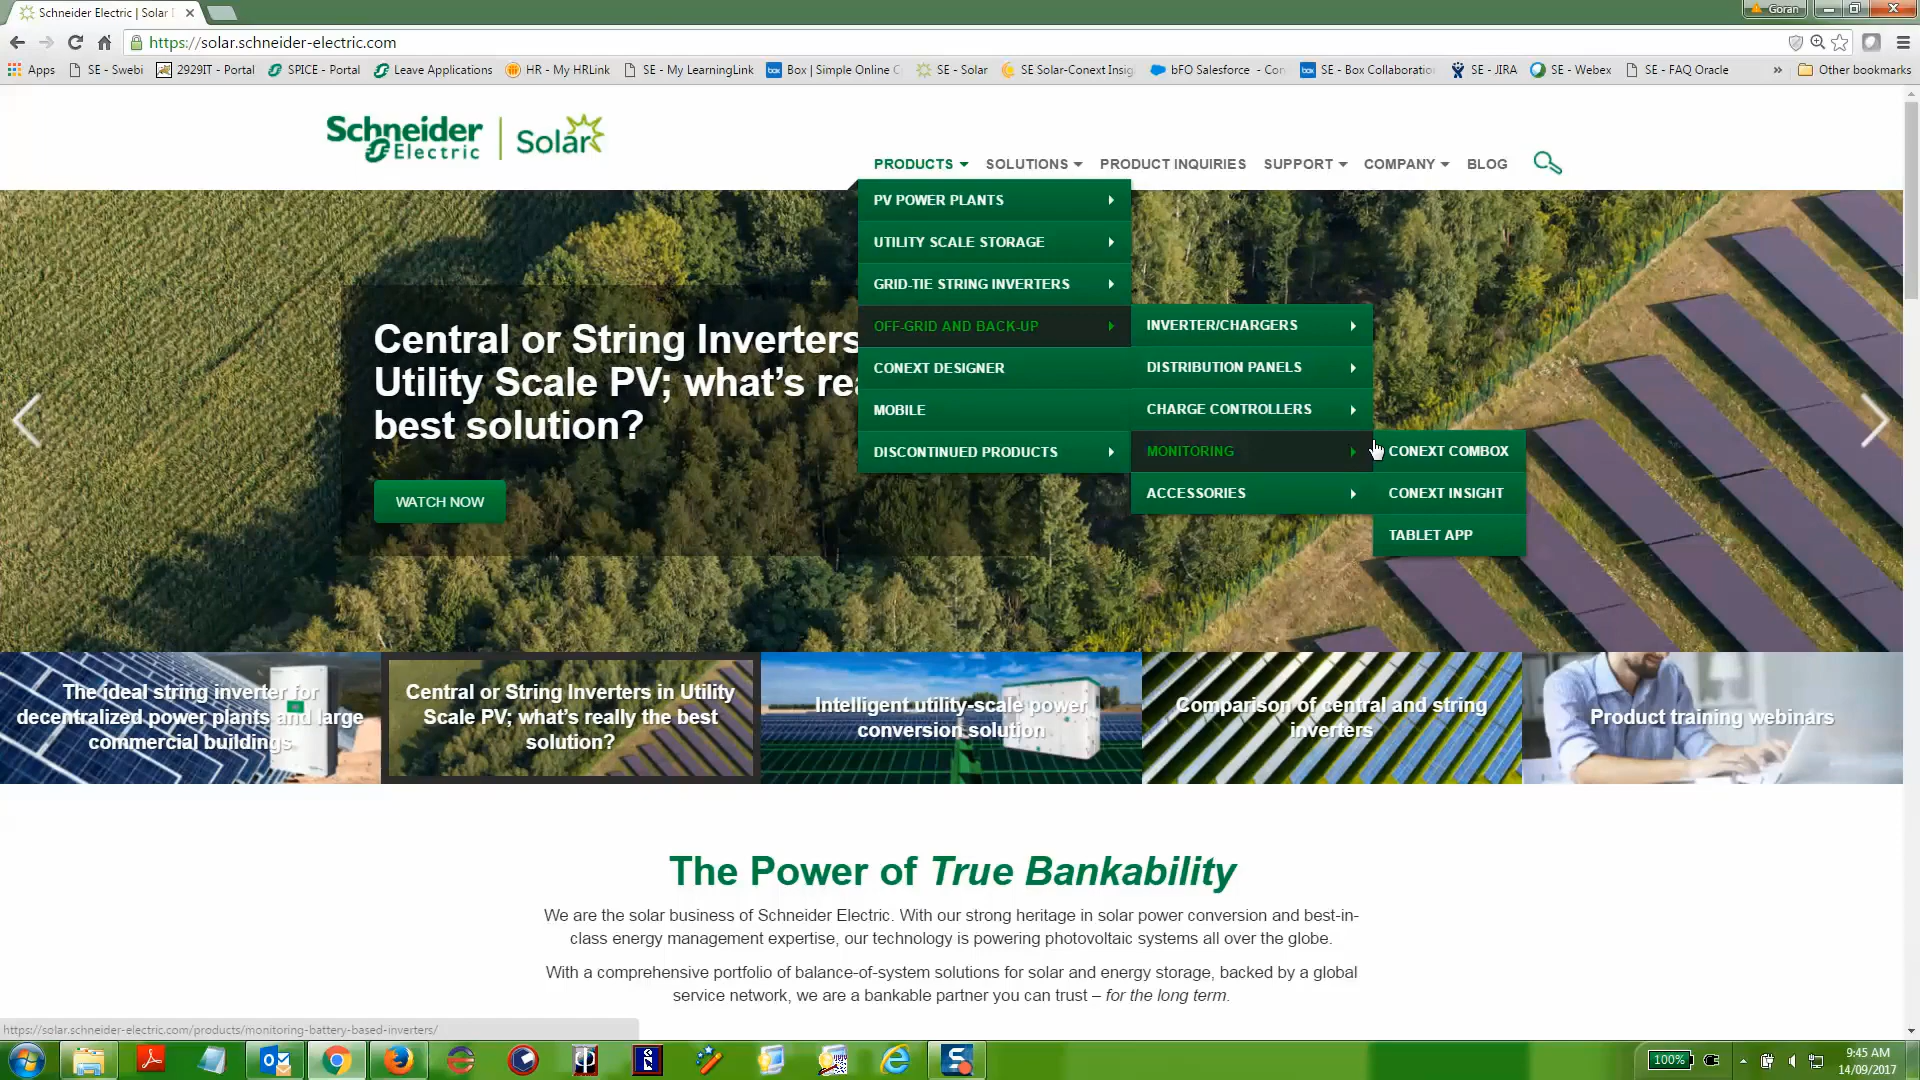 Schneider Electric | Solar
Goran
https://solar.schneider-electric.com
Apps
SE - Swebi
2929IT - Portal
SPICE - Portal
Leave Applications
HR - My HRLink
SE - My LearningLink
Box | Simple Online
SE - Solar
SE Solar-Conext Insig
bFO Salesforce - Con
SE - Box Collaboratio
SE - JIRA
SE - Webex
SE - FAQ Oracle
»
Other bookmarks
Schneider Electric | Solar
PRODUCTS
SOLUTIONS
PRODUCT INQUIRIES
SUPPORT
COMPANY
BLOG
PV POWER PLANTS
UTILITY SCALE STORAGE
GRID-TIE STRING INVERTERS
OFF-GRID AND BACK-UP
CONEXT DESIGNER
MOBILE
DISCONTINUED PRODUCTS
INVERTER/CHARGERS
DISTRIBUTION PANELS
CHARGE CONTROLLERS
MONITORING
ACCESSORIES
CONEXT COMBOX
CONEXT INSIGHT
TABLET APP
Central or String Inverters
Utility Scale PV; what's rea
best solution?
WATCH NOW
The ideal string inverter for
decentralized power plants and large
commercial buildings
Central or String Inverters in Utility
Scale PV; what's really the best
solution?
Intelligent utility-scale power
conversion solution
Comparison of central and string
inverters
Product training webinars
The Power of True Bankability
We are the solar business of Schneider Electric. With our strong heritage in solar power conversion and best-in-
class energy management expertise, our technology is powering photovoltaic systems all over the globe.
With a comprehensive portfolio of balance-of-system solutions for solar and energy storage, backed by a global
service network, we are a bankable partner you can trust – for the long term.
https://solar.schneider-electric.com/products/monitoring-battery-based-inverters/
100%
9:45 AM
14/09/2017